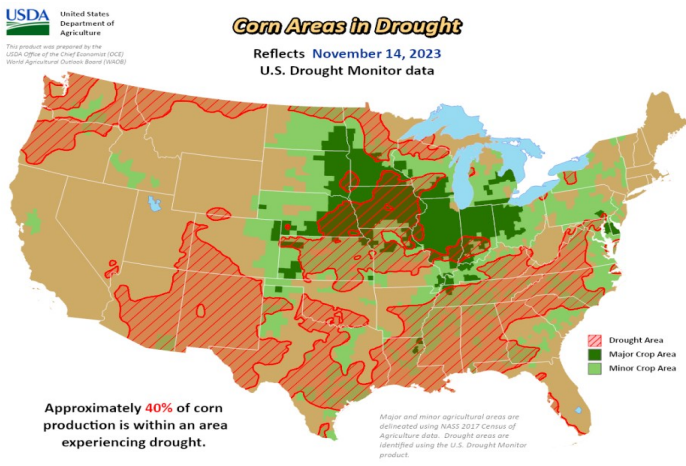 USDA
United States
Department of
Agriculture
This product was prepared by the
USDA Office of the Chief Economist (OCE)
World Agricultural Outlook Board (WAOB)
Corn Areas in Drought
Reflects November 14, 2023
U.S. Drought Monitor data
Drought Area
Major Crop Area
Minor Crop Area
Approximately 40% of corn
production is within an area
experiencing drought.
Major and minor agricultural areas are
delineated using NASS 2017 Census of
Agriculture data. Drought areas are
identified using the U.S. Drought Monitor
product.